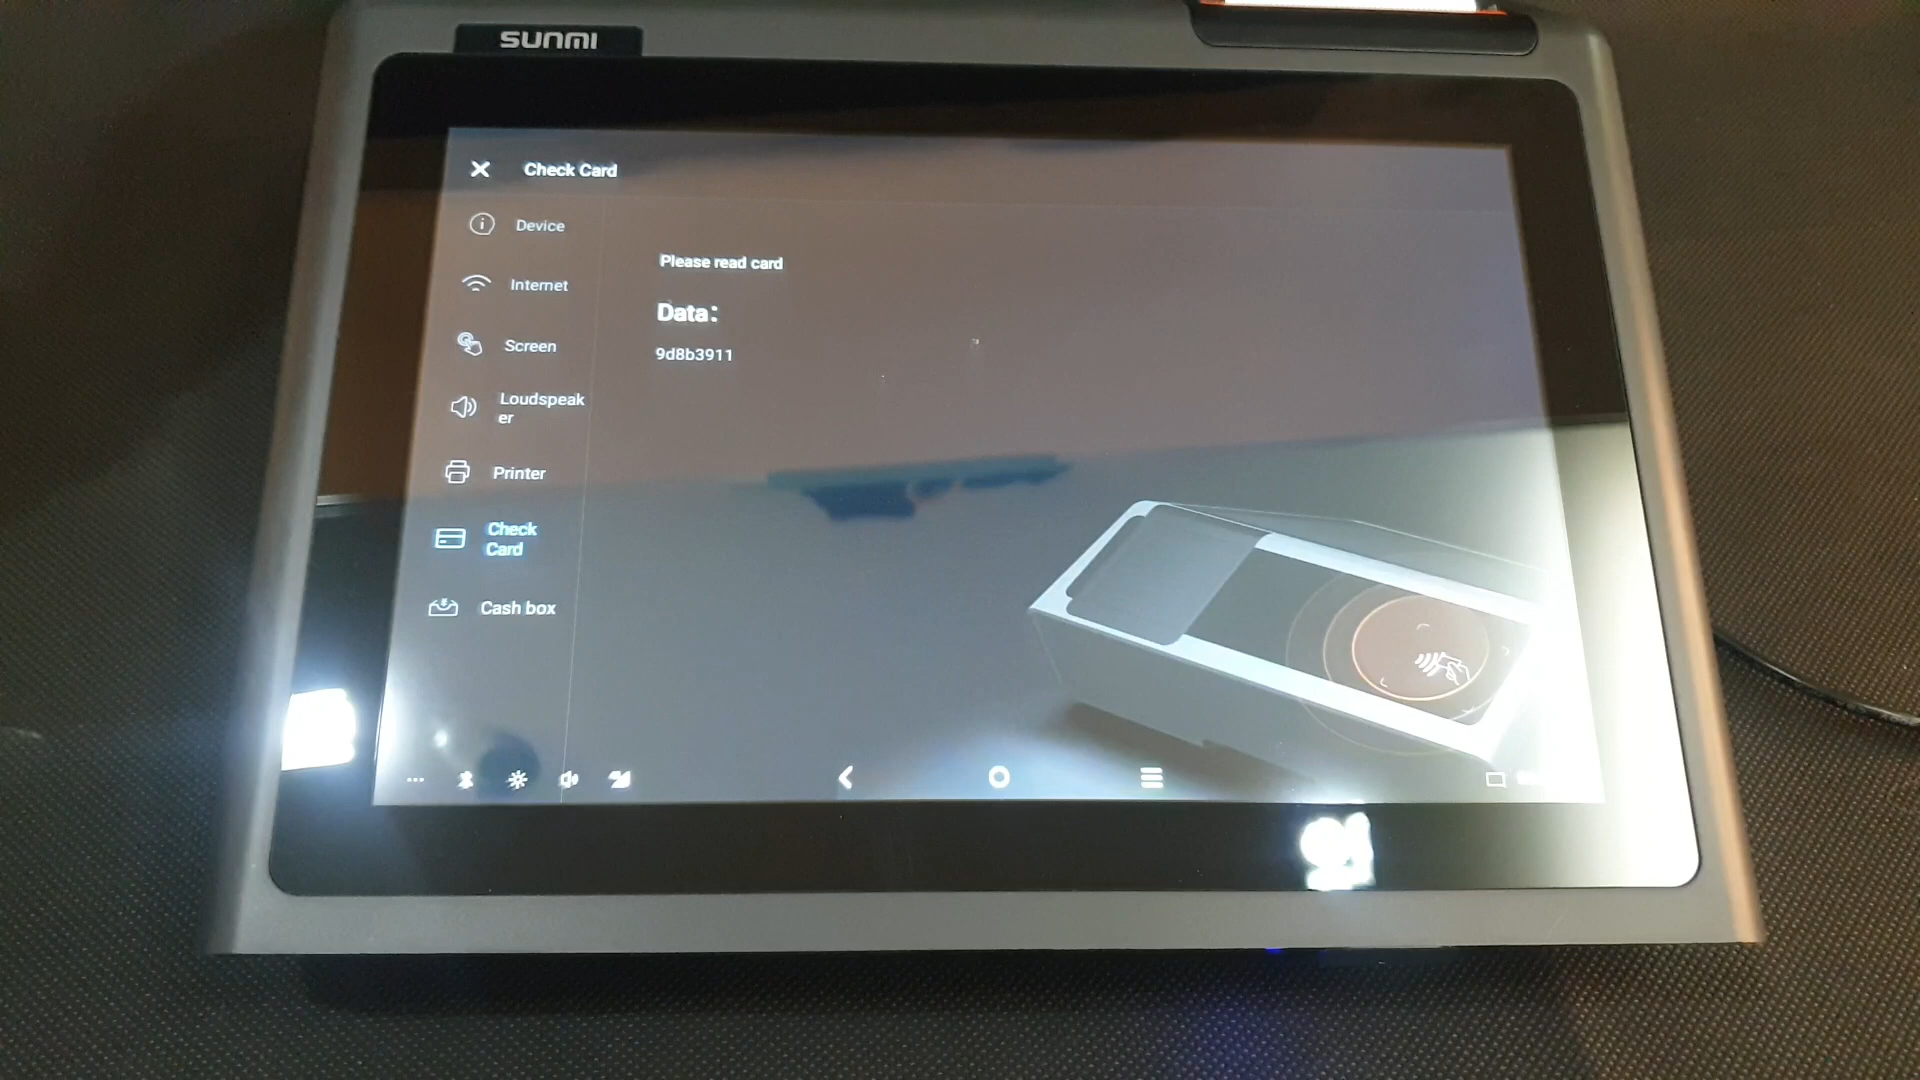 SUNMI
Check Card
Device
Internet
Screen
Loudspeak
er
Printer
Check
Card
Cash box
Please read card
Data:
9d8b3911